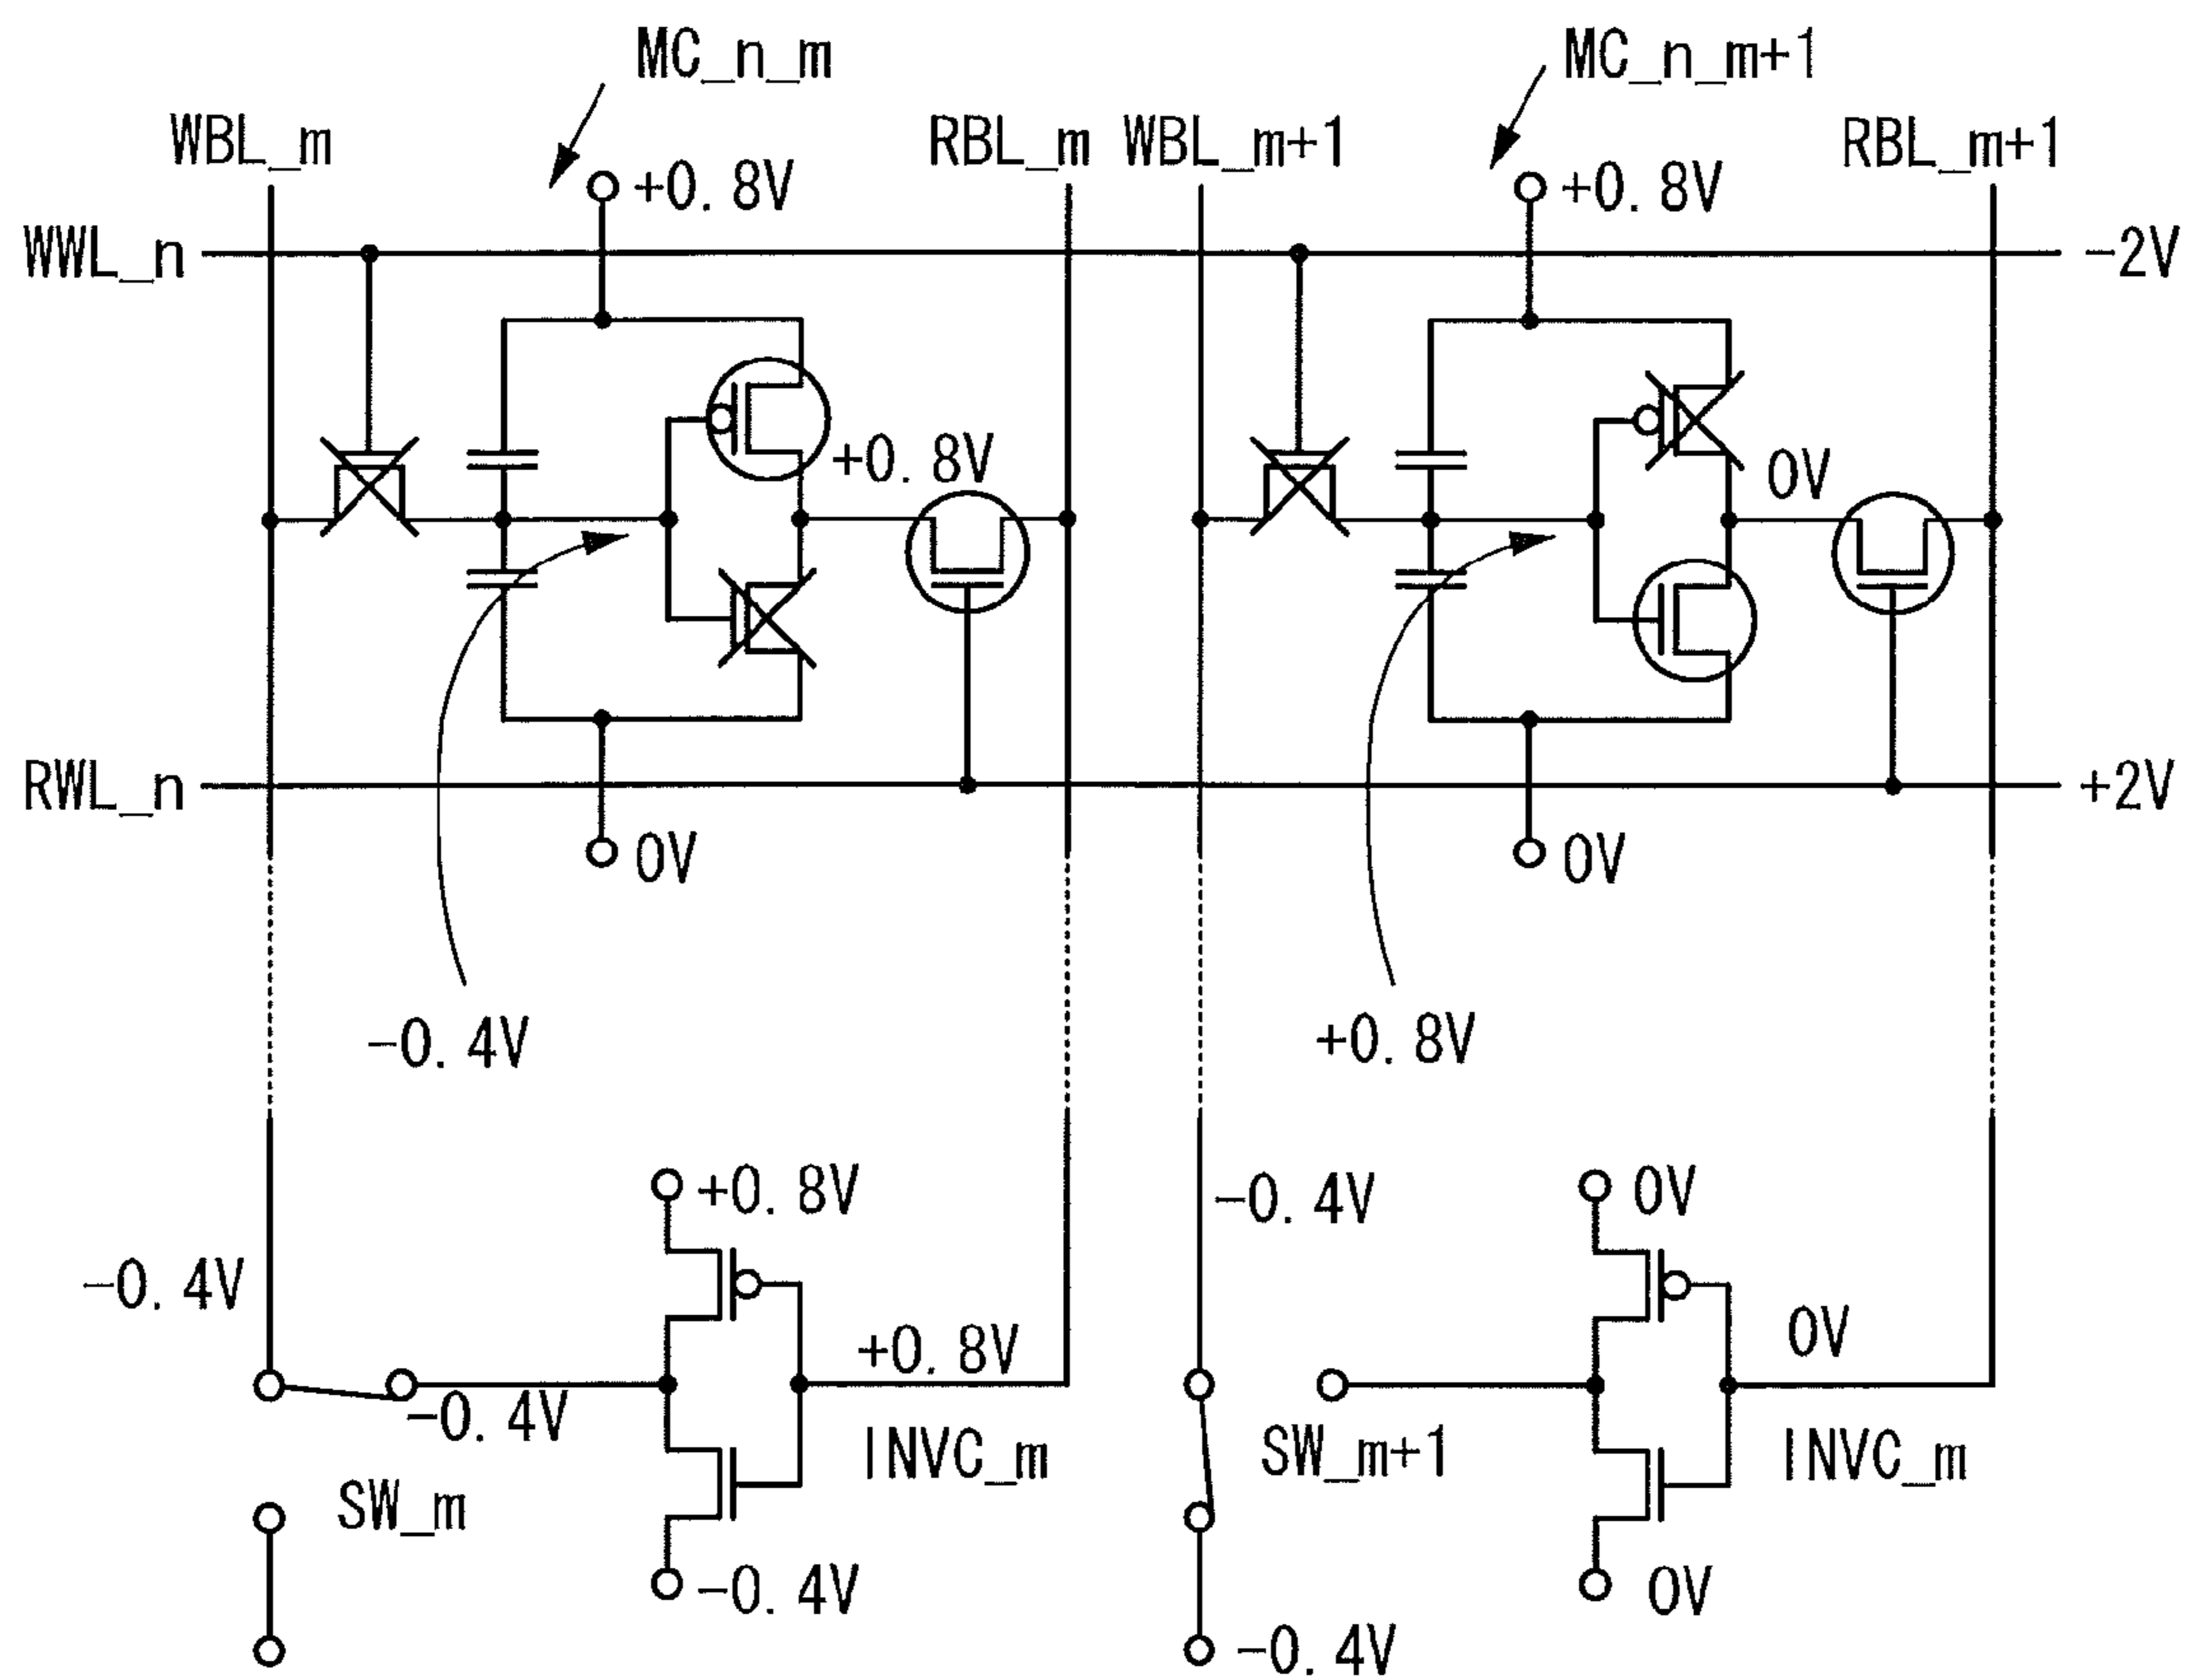 MC_n_m
MC_n_m+1
WBL_m
RBL_m
WBL_m+1
RBL_m+1
+0.8V
+0.8V
WWL_n
-2V
+0.8V
0V
RWL_n
+2V
0V
0V
-0.4V
+0.8V
+0.8V
-0.4V
0V
-0.4V
+0.8V
0V
-0.4V
INVC_m
SW_m+1
INVC_m
SW_m
-0.4V
0V
-0.4V